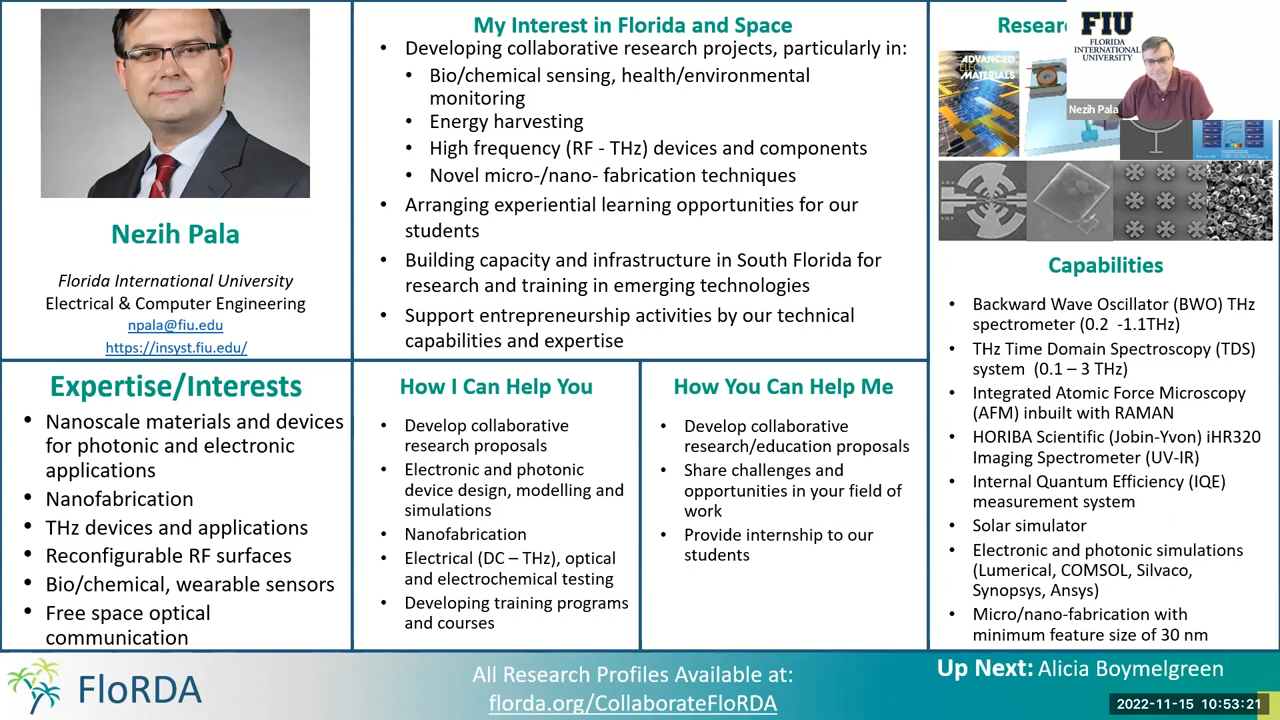 Nezih Pala
Florida International University
Electrical & Computer Engineering
npala@fiu.edu
https://insyst.fiu.edu/
My Interest in Florida and Space
• Developing collaborative research projects, particularly in:
• Bio/chemical sensing, health/environmental
monitoring
• Energy harvesting
• High frequency (RF - THz) devices and components
• Novel micro-/nano- fabrication techniques
• Arranging experiential learning opportunities for our
students
• Building capacity and infrastructure in South Florida for
research and training in emerging technologies
• Support entrepreneurship activities by our technical
capabilities and expertise
Expertise/Interests
• Nanoscale materials and devices
for photonic and electronic
applications
• Nanofabrication
• THz devices and applications
• Reconfigurable RF surfaces
• Bio/chemical, wearable sensors
• Free space optical
communication
How I Can Help You
• Develop collaborative
research proposals
• Electronic and photonic
device design, modelling and
simulations
• Nanofabrication
• Electrical (DC – THz), optical
and electrochemical testing
• Developing training programs
and courses
How You Can Help Me
• Develop collaborative
research/education proposals
• Share challenges and
opportunities in your field of
work
• Provide internship to our
students
ADVANCED
ELECTRONIC
MATERIALS
FIU
FLORIDA
INTERNATIONAL
UNIVERSITY
Nezih Pala
Capabilities
• Backward Wave Oscillator (BWO) THz
spectrometer (0.2 -1.1THz)
• THz Time Domain Spectroscopy (TDS)
system (0.1 – 3 THz)
• Integrated Atomic Force Microscopy
(AFM) inbuilt with RAMAN
• HORIBA Scientific (Jobin-Yvon) iHR320
Imaging Spectrometer (UV-IR)
• Internal Quantum Efficiency (IQE)
measurement system
• Solar simulator
• Electronic and photonic simulations
(Lumerical, COMSOL, Silvaco,
Synopsys, Ansys)
• Micro/nano-fabrication with
minimum feature size of 30 nm
FloRDA
All Research Profiles Available at:
florda.org/CollaborateFloRDA
Up Next: Alicia Boymelgreen
2022-11-15 10:53:21